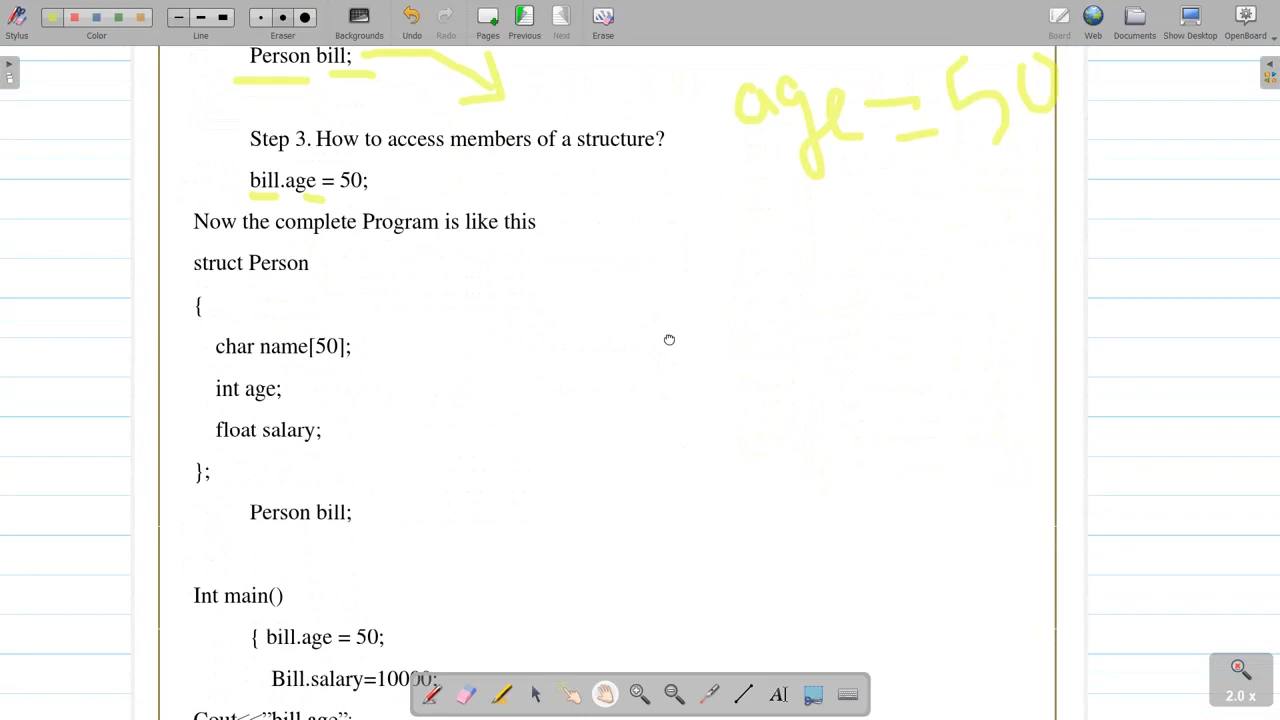 Stylus Color Line Eraser Backgrounds Undo Redo Pages Previous Next Erase Board Web Documents Show Desktop OpenBoard
Person bill;
age = 50
Step 3. How to access members of a structure?
bill.age = 50;
Now the complete Program is like this
struct Person
{
char name[50];
int age;
float salary;
};
Person bill;
Int main()
{ bill.age = 50;
Bill.salary=10000;
Cout<<"bill.age";
2.0 x